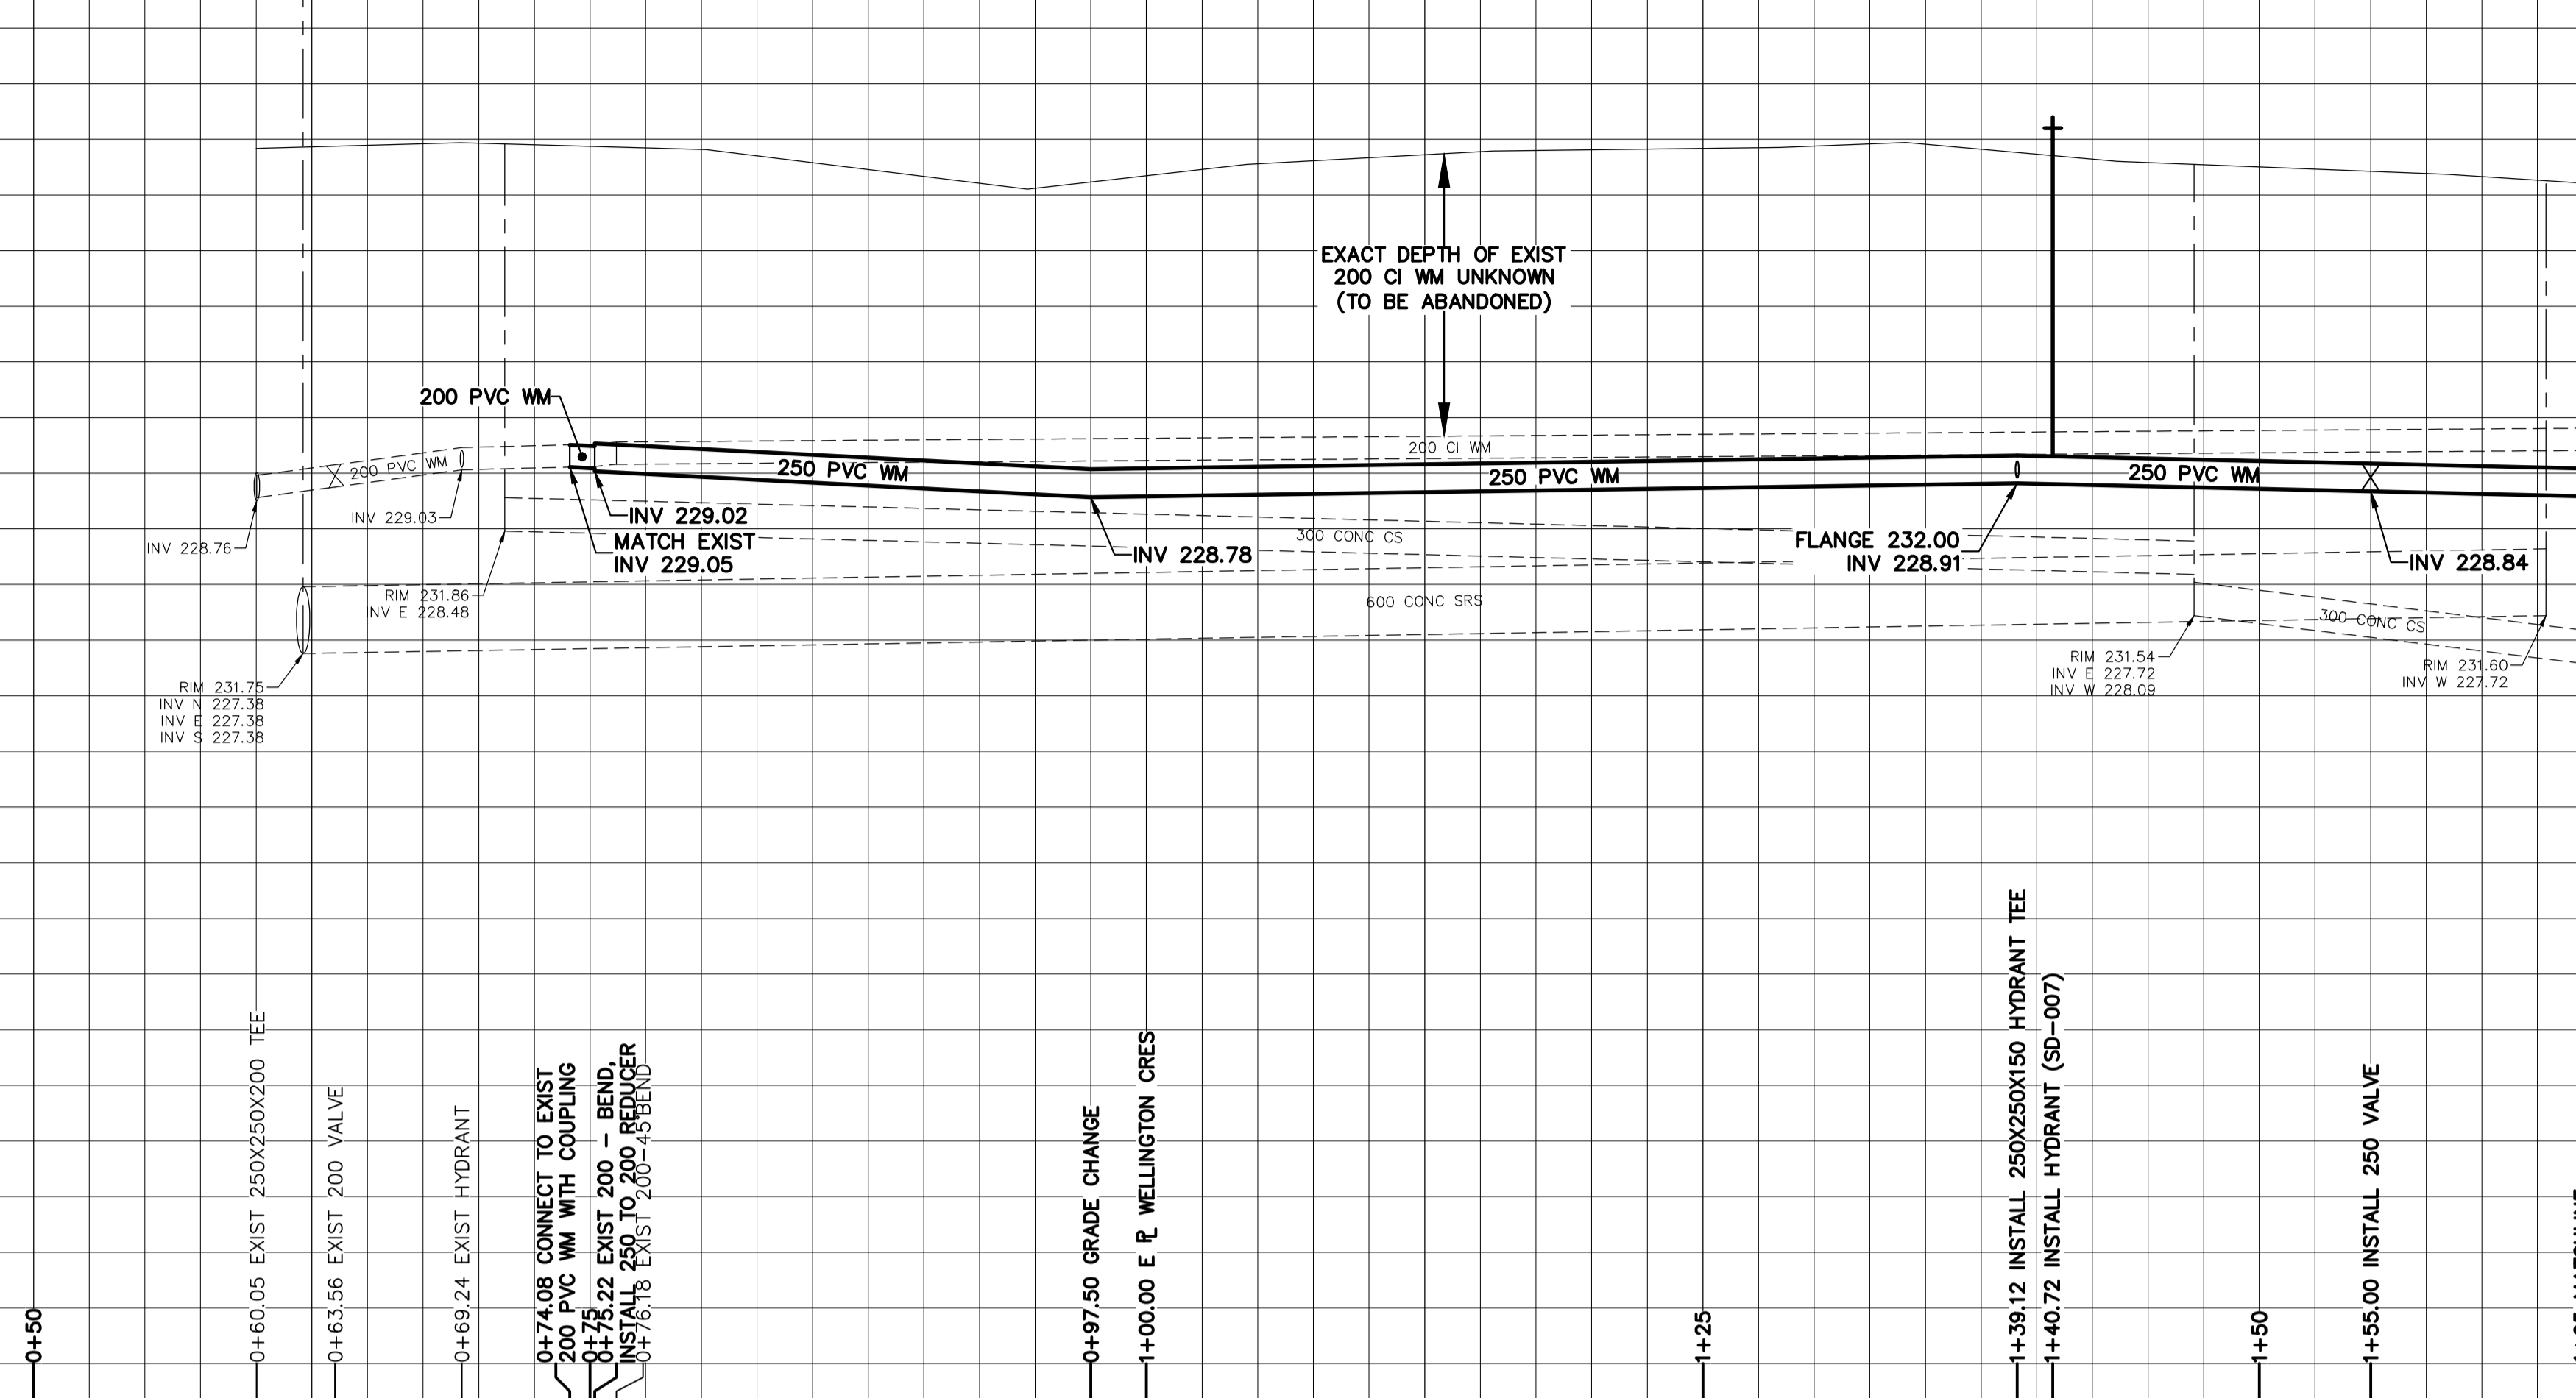 EXACT DEPTH OF EXIST
200 CI WM UNKNOWN
(TO BE ABANDONED)
200 PVC WM
200 PVC WM
250 PVC WM
200 CI WM
250 PVC WM
250 PVC WM
INV 228.76
INV 229.03
INV 229.02
MATCH EXIST
INV 229.05
INV 228.78
300 CONC CS
FLANGE 232.00
INV 228.91
INV 228.84
RIM 231.86
INV E 228.48
600 CONC SRS
300 CONC CS
RIM 231.75
INV N 227.38
INV E 227.38
INV S 227.38
RIM 231.54
INV E 227.72
INV W 228.09
RIM 231.60
INV W 227.72
0+50
0+60.05 EXIST 250X250X200 TEE
0+63.56 EXIST 200 VALVE
0+69.24 EXIST HYDRANT
0+74.08 CONNECT TO EXIST
200 PVC WM WITH COUPLING
0+75
0+75.22 EXIST 200 - BEND,
INSTALL 250 TO 200 REDUCER
0+76.18 EXIST 200-45°BEND
0+97.50 GRADE CHANGE
1+00.00 E PL WELLINGTON CRES
1+25
1+39.12 INSTALL 250X250X150 HYDRANT TEE
1+40.72 INSTALL HYDRANT (SD-007)
1+50
1+55.00 INSTALL 250 VALVE